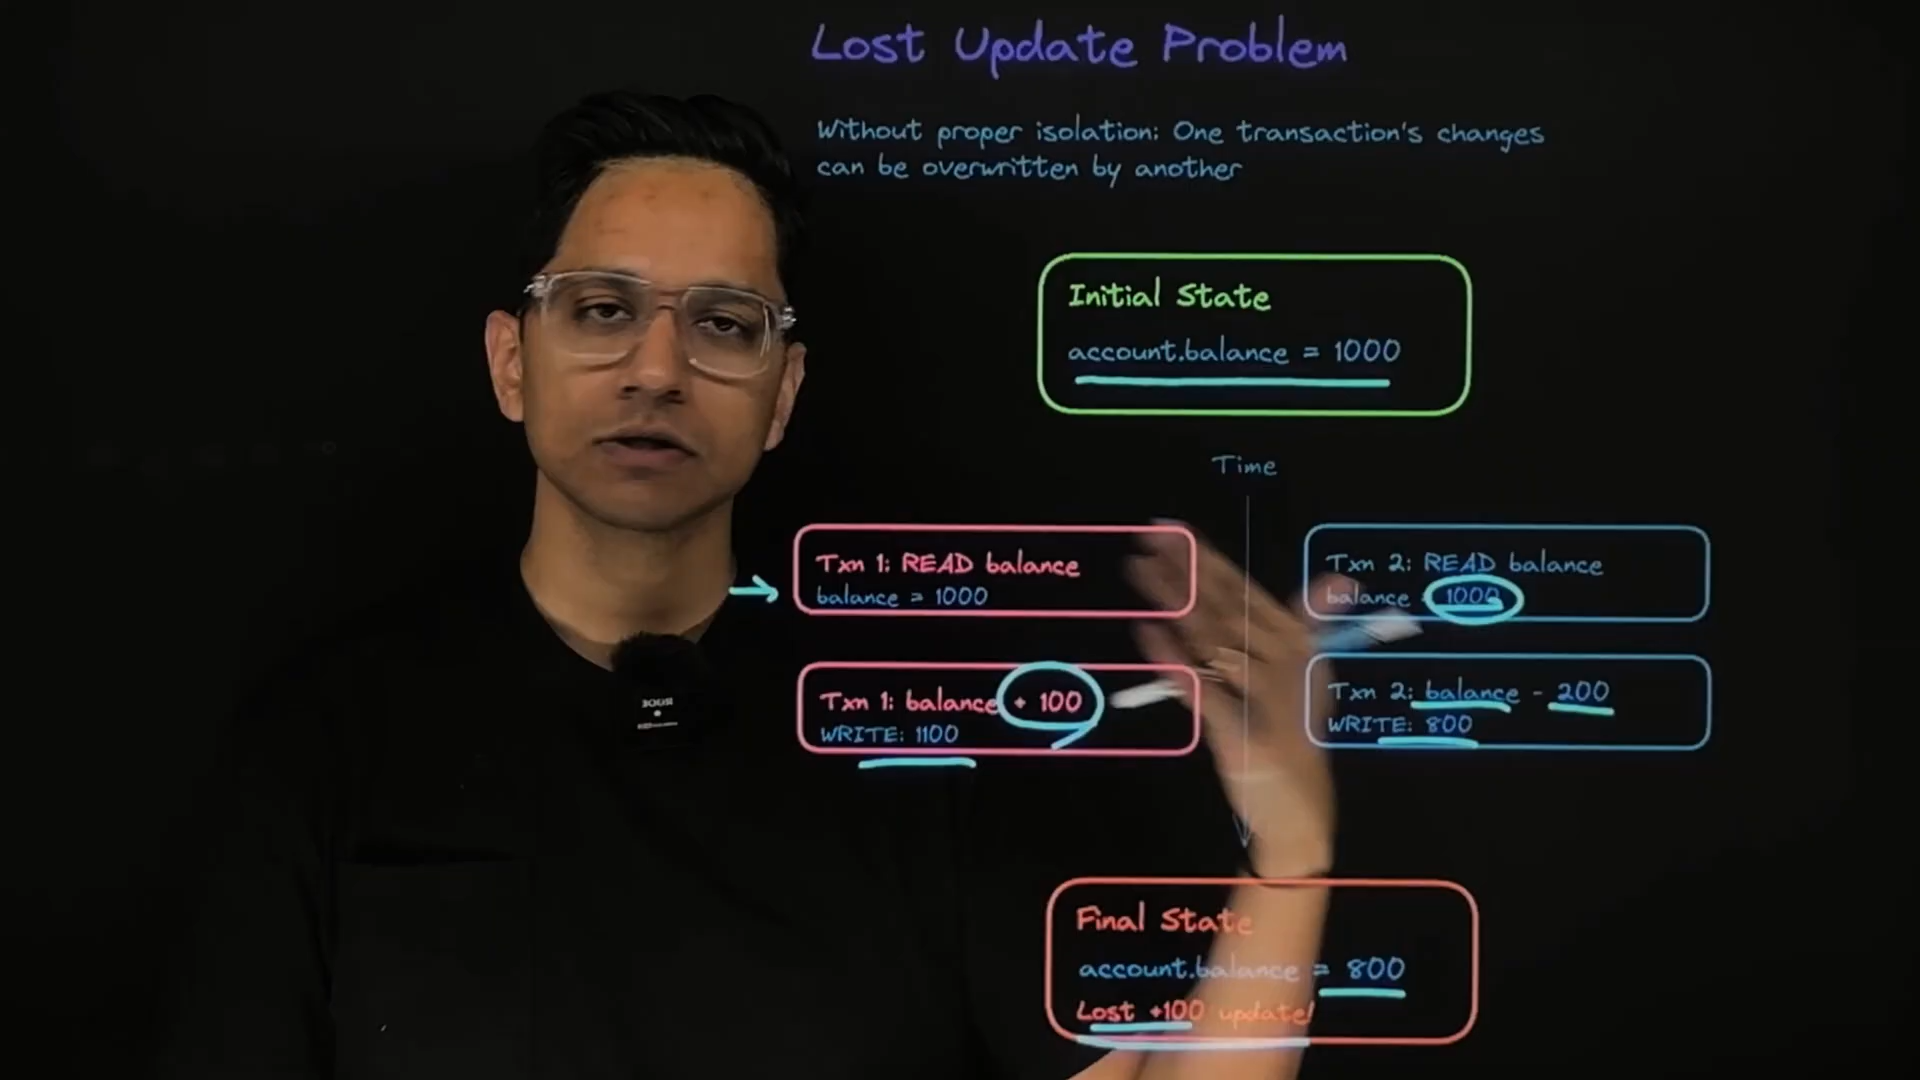 Lost Update Problem
Without proper isolation: One transaction's changes
can be overwritten by another
Initial State
account.balance = 1000
Time
Txn 1: READ balance
balance = 1000
Txn 2: READ balance
balance = 1000
Txn 1: balance + 100
WRITE: 1100
Txn 2: balance - 200
WRITE: 800
Final State
account.balance = 800
Lost +100 update!
RODE